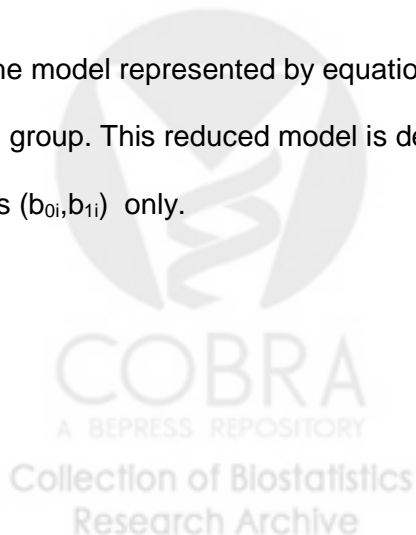 ne model represented by equatio
group. This reduced model is de
s (b₀ᵢ,b₁ᵢ) only.
COBRA
A BEPRESS REPOSITORY
Collection of Biostatistics
Research Archive